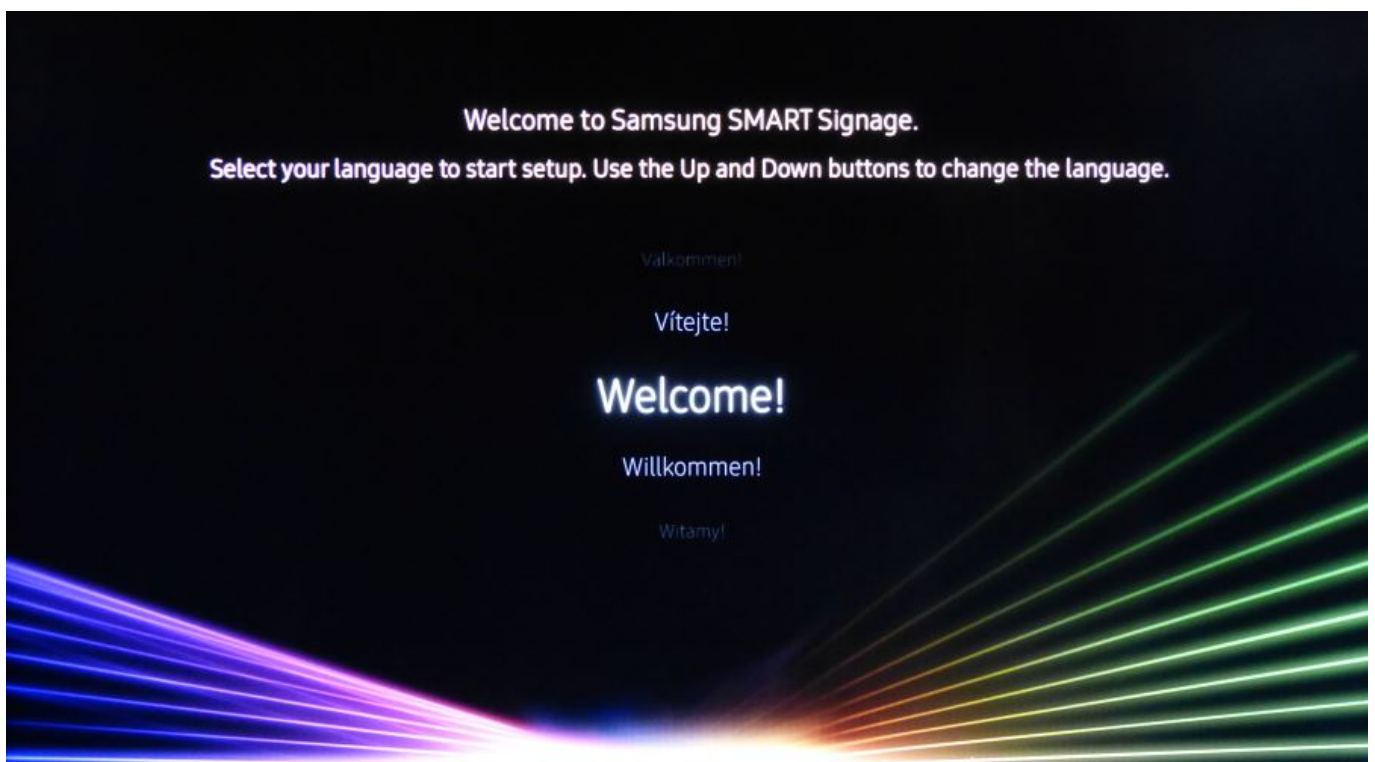 Welcome to Samsung SMART Signage.
Select your language to start setup. Use the Up and Down buttons to change the language.
Välkommen!
Vítejte!
Welcome!
Willkommen!
Witamy!